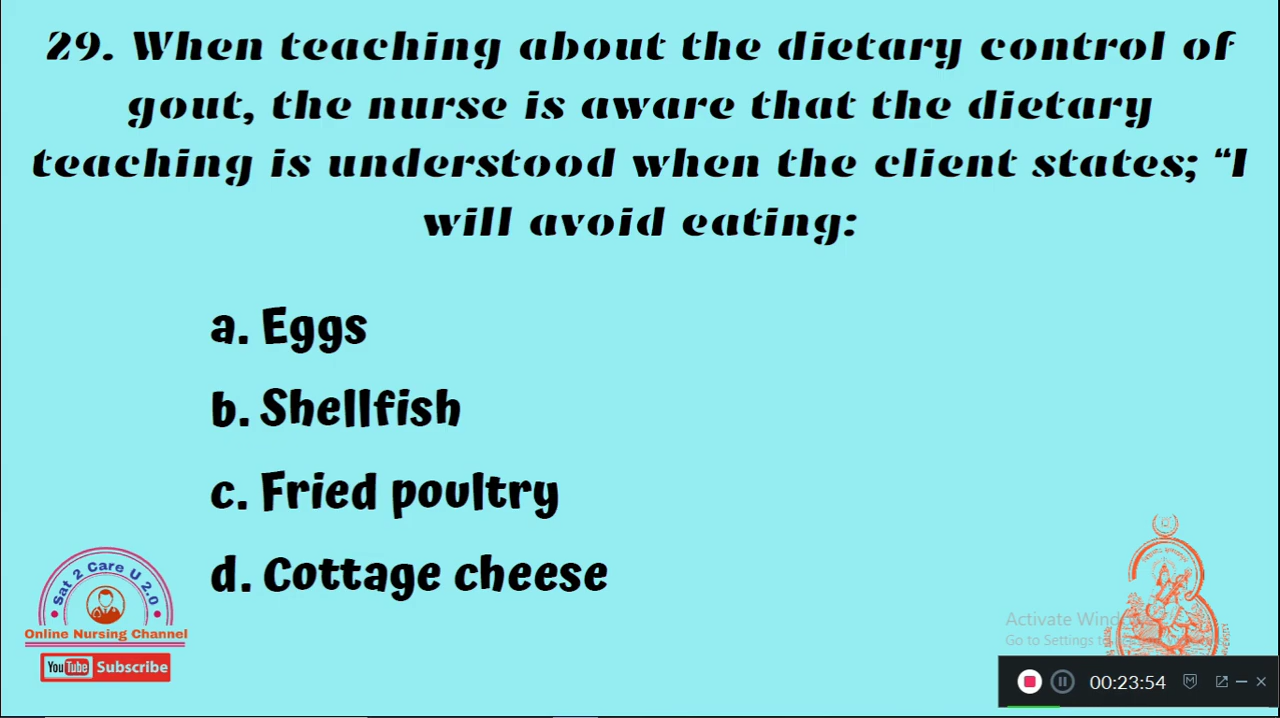 29. When teaching about the dietary control of
gout, the nurse is aware that the dietary
teaching is understood when the client states; “I
will avoid eating:
a. Eggs
b. Shellfish
c. Fried poultry
d. Cottage cheese
Sat 2 Care U 2.0
Online Nursing Channel
YouTube Subscribe
Activate Wind
Go to Settings t
00:23:54